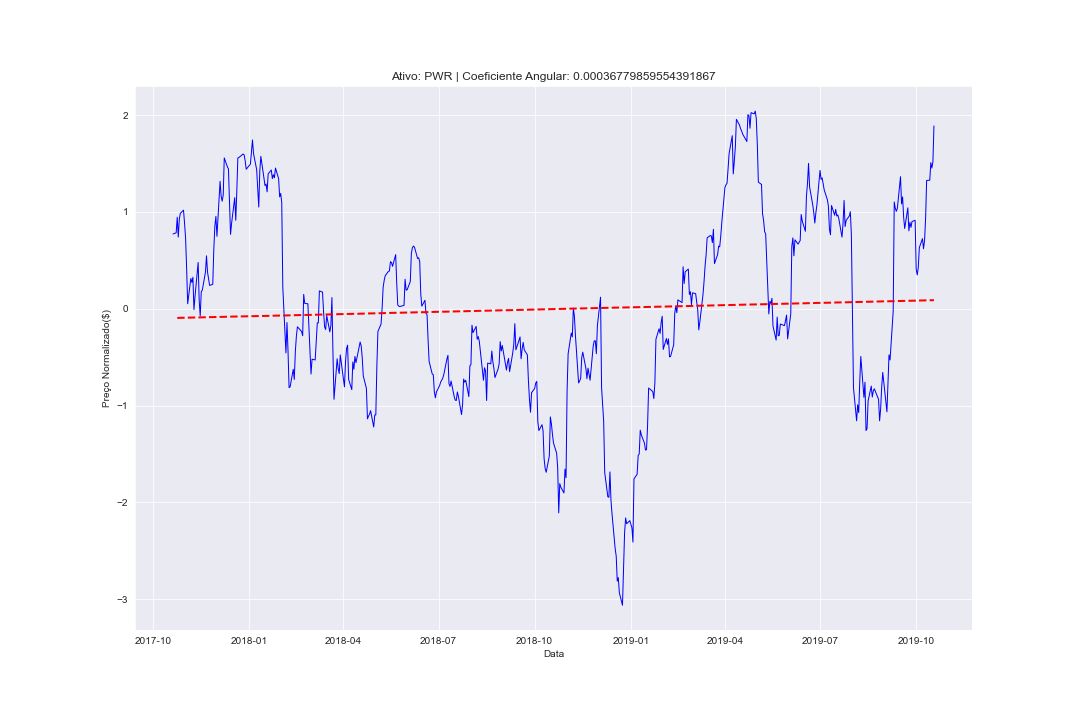 Ativo: PWR | Coeficiente Angular: 0.00036779859554391867
Preço Normalizado($)
2
1
0
−1
−2
−3
2017-10 2018-01 2018-04 2018-07 2018-10 2019-01 2019-04 2019-07 2019-10
Data